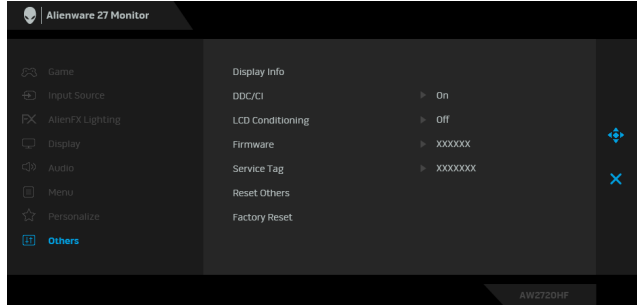 Alienware 27 Monitor
Game
Input Source
AlienFX Lighting
Display
Audio
Menu
Personalize
Others
Display Info
DDC/CI On
LCD Conditioning Off
Firmware XXXXXX
Service Tag XXXXXXX
Reset Others
Factory Reset
AW2720HF